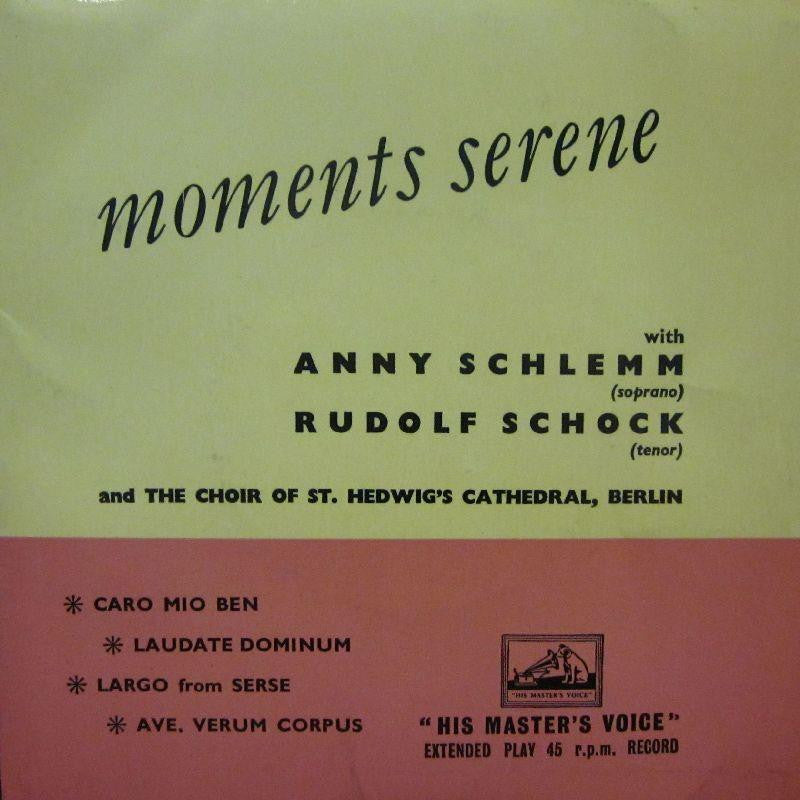 moments serene
with
ANNY SCHLEMM
(soprano)
RUDOLF SCHOCK
(tenor)
and THE CHOIR OF ST. HEDWIG'S CATHEDRAL, BERLIN
✳ CARO MIO BEN
✳ LAUDATE DOMINUM
✳ LARGO from SERSE
✳ AVE. VERUM CORPUS
"HIS MASTER'S VOICE"
"HIS MASTER'S VOICE"
EXTENDED PLAY 45 r.p.m. RECORD